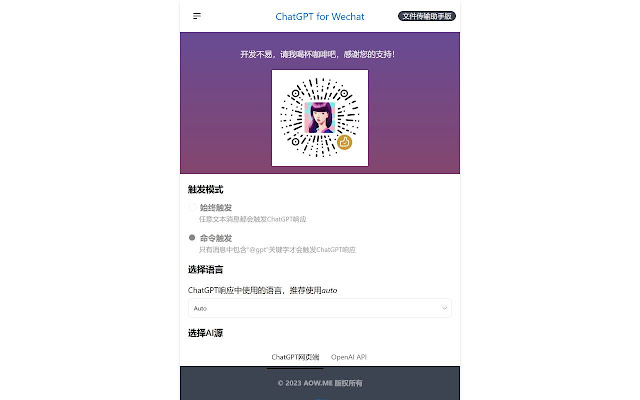 ChatGPT for Wechat
文件传输助手版
开发不易，请我喝杯咖啡吧，感谢您的支持！
触发模式
始终触发
任意文本消息都会触发ChatGPT响应
命令触发
只有消息中包含"@gpt"关键字才会触发ChatGPT响应
选择语言
ChatGPT响应中使用的语言，推荐使用auto
Auto
选择AI源
ChatGPT网页端
OpenAI API
© 2023 AOW.ME 版权所有